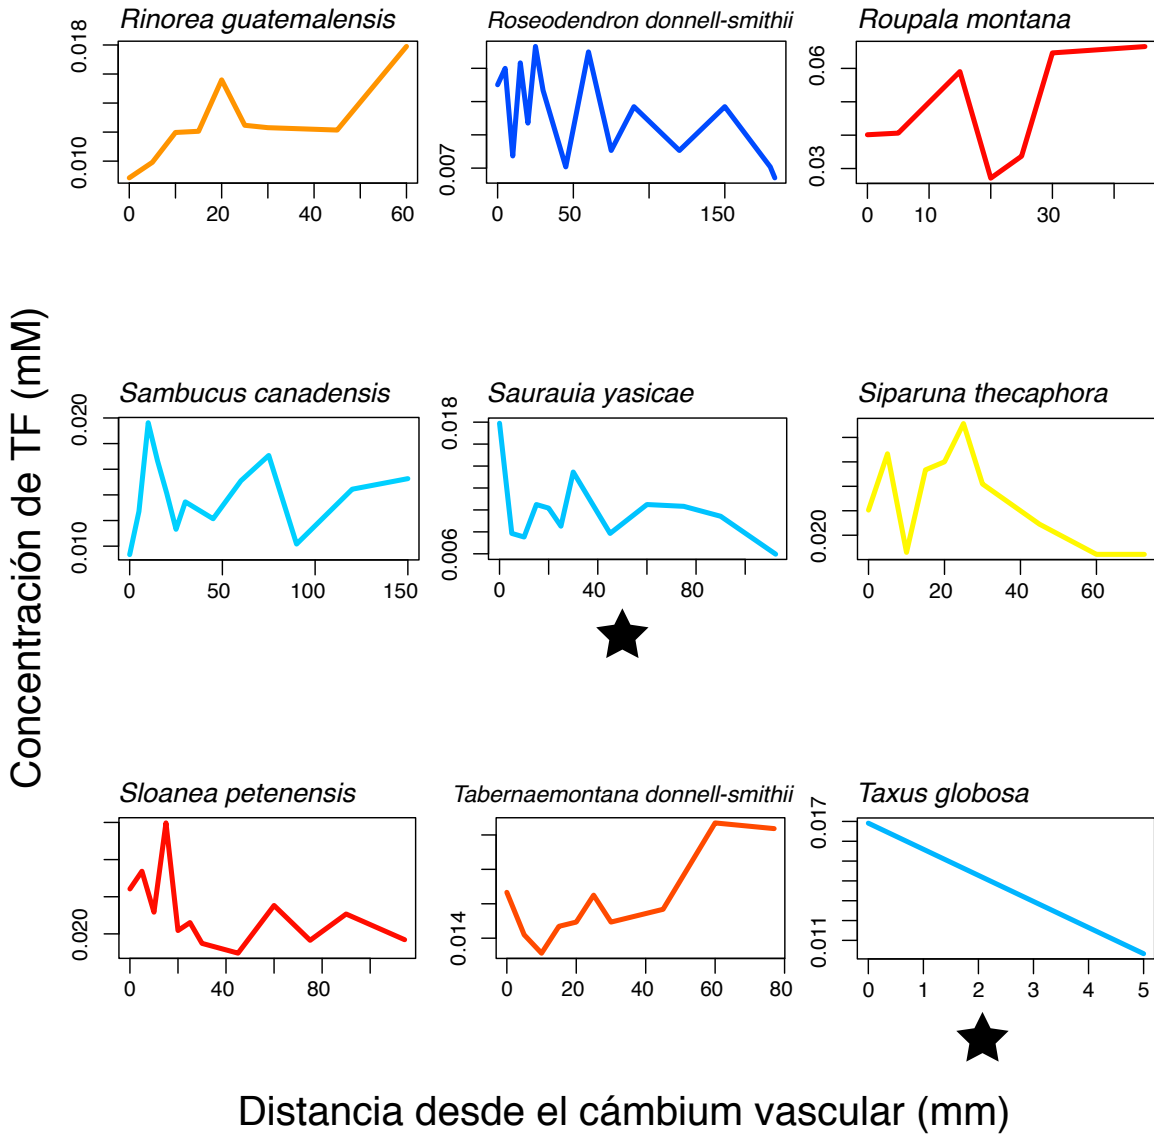 Rinorea guatemalensis
0.018
0.010
0 20 40 60
Roseodendron donnell-smithii
0.007
0 50 150
Roupala montana
0.06
0.03
0 10 30
Concentración de TF (mM)
Sambucus canadensis
0.020
0.010
0 50 100 150
Saurauia yasicae
0.018
0.006
0 40 80
Siparuna thecaphora
0.020
0 20 40 60
Sloanea petenensis
0.020
0 40 80
Tabernaemontana donnell-smithii
0.014
0 20 40 60 80
Taxus globosa
0.017
0.011
0 1 2 3 4 5
Distancia desde el cámbium vascular (mm)